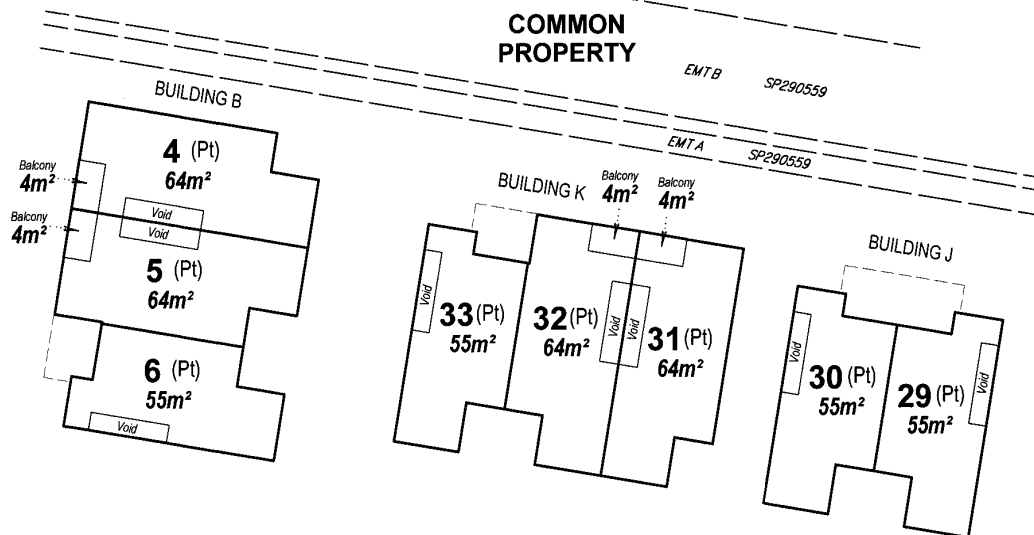 COMMON
PROPERTY
EMT B SP290559
EMT A SP290559
BUILDING B
4 (Pt)
64m²
Balcony
4m²
Balcony
4m²
Void
Void
5 (Pt)
64m²
6 (Pt)
55m²
Void
BUILDING K
Balcony
4m²
Balcony
4m²
Void
33 (Pt)
55m²
32 (Pt)
64m²
Void
Void
31 (Pt)
64m²
BUILDING J
Void
30 (Pt)
55m²
29 (Pt)
55m²
Void